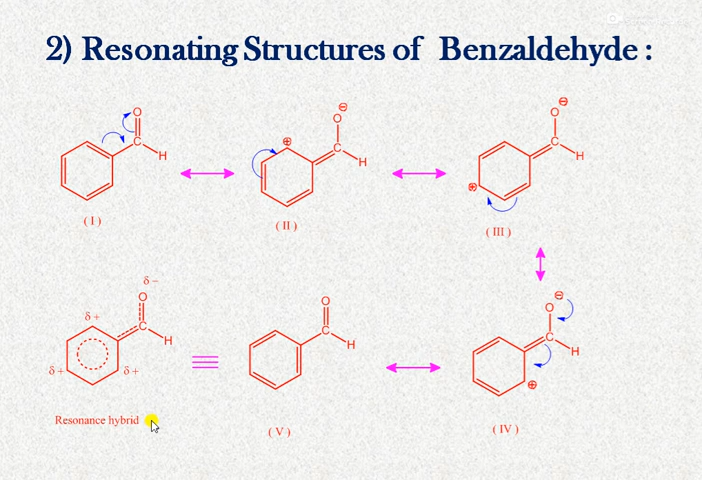 2) Resonating Structures of Benzaldehyde :
O
C
H
( I )
⊕
⊖
O
C
H
( II )
⊕
⊖
O
C
H
( III )
δ −
O
C
H
δ +
δ +
δ +
Resonance hybrid
O
C
H
( V )
⊖
O
C
H
⊕
( IV )